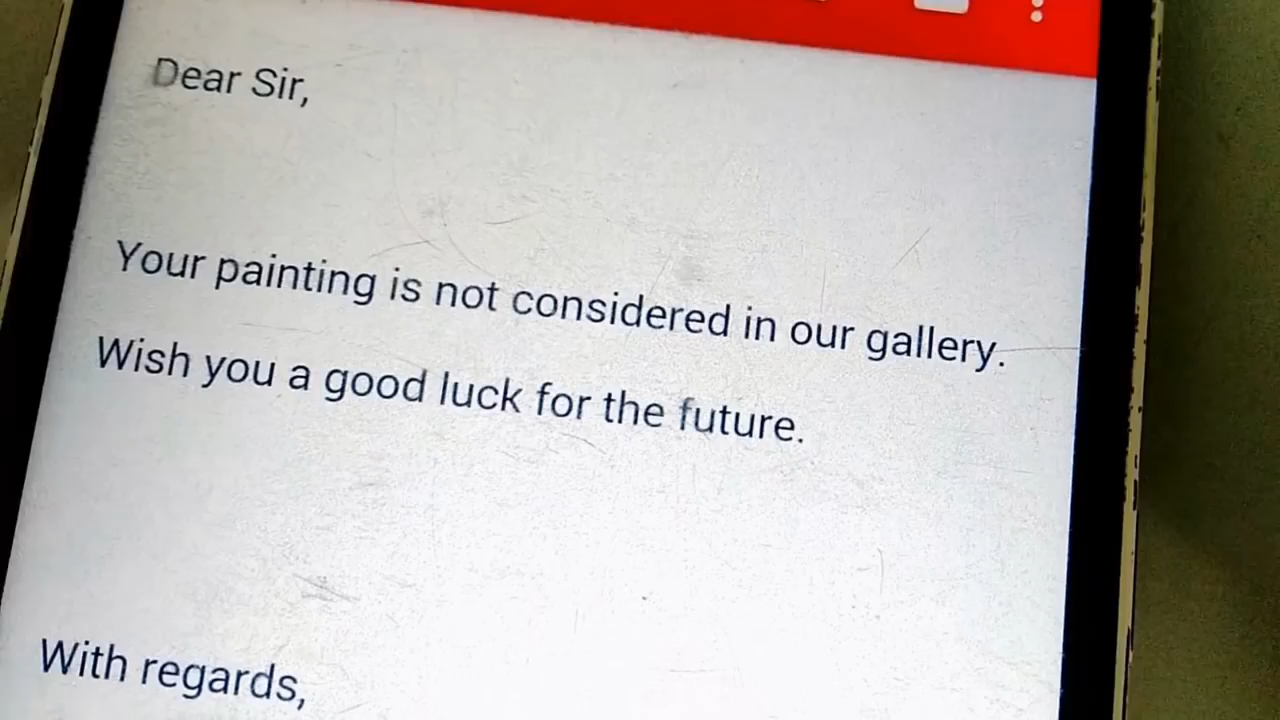 Dear Sir,
Your painting is not considered in our gallery.
Wish you a good luck for the future.
With regards,